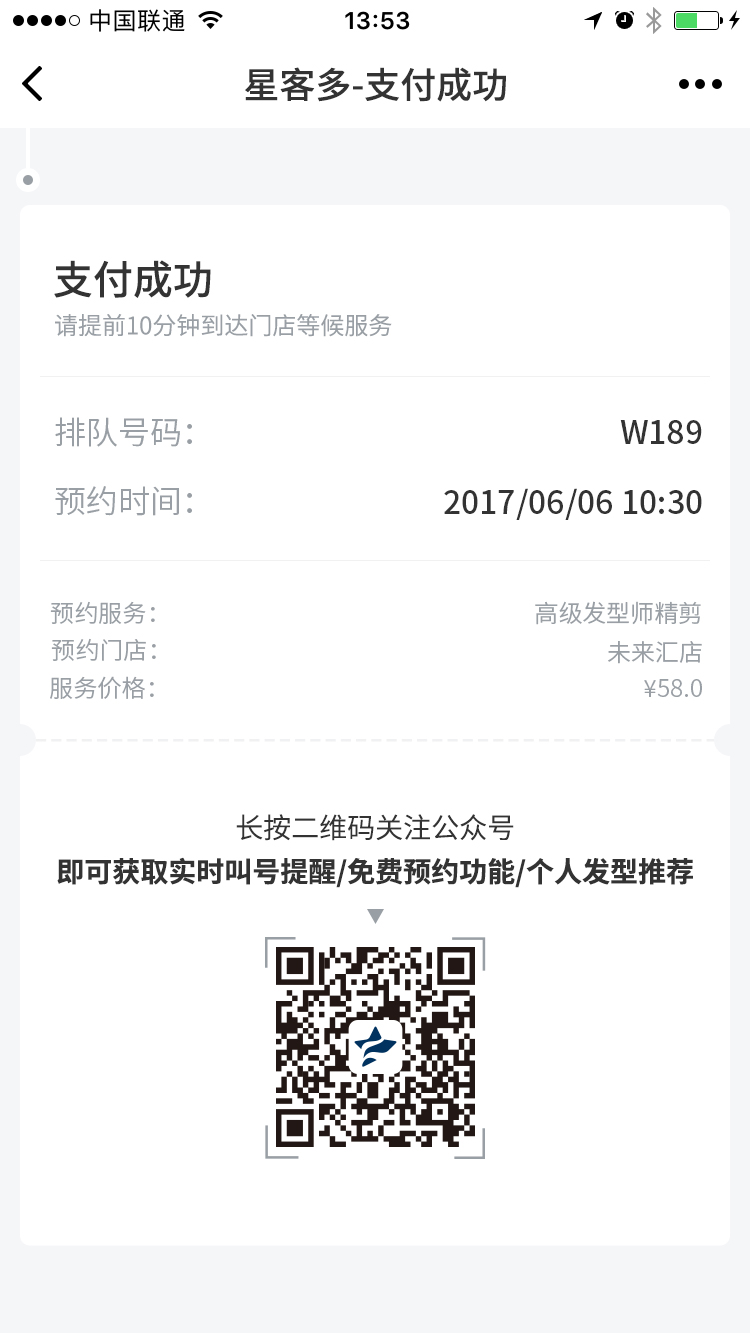 中国联通 13:53
星客多-支付成功
支付成功
请提前10分钟到达门店等候服务
排队号码： W189
预约时间： 2017/06/06 10:30
预约服务： 高级发型师精剪
预约门店： 未来汇店
服务价格： ¥58.0
长按二维码关注公众号
即可获取实时叫号提醒/免费预约功能/个人发型推荐